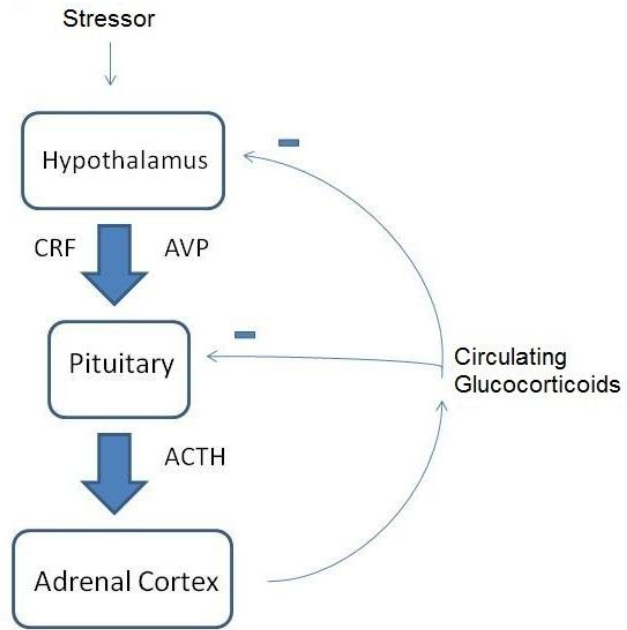 Stressor
Hypothalamus
CRF
AVP
Pituitary
Circulating
Glucocorticoids
ACTH
Adrenal Cortex